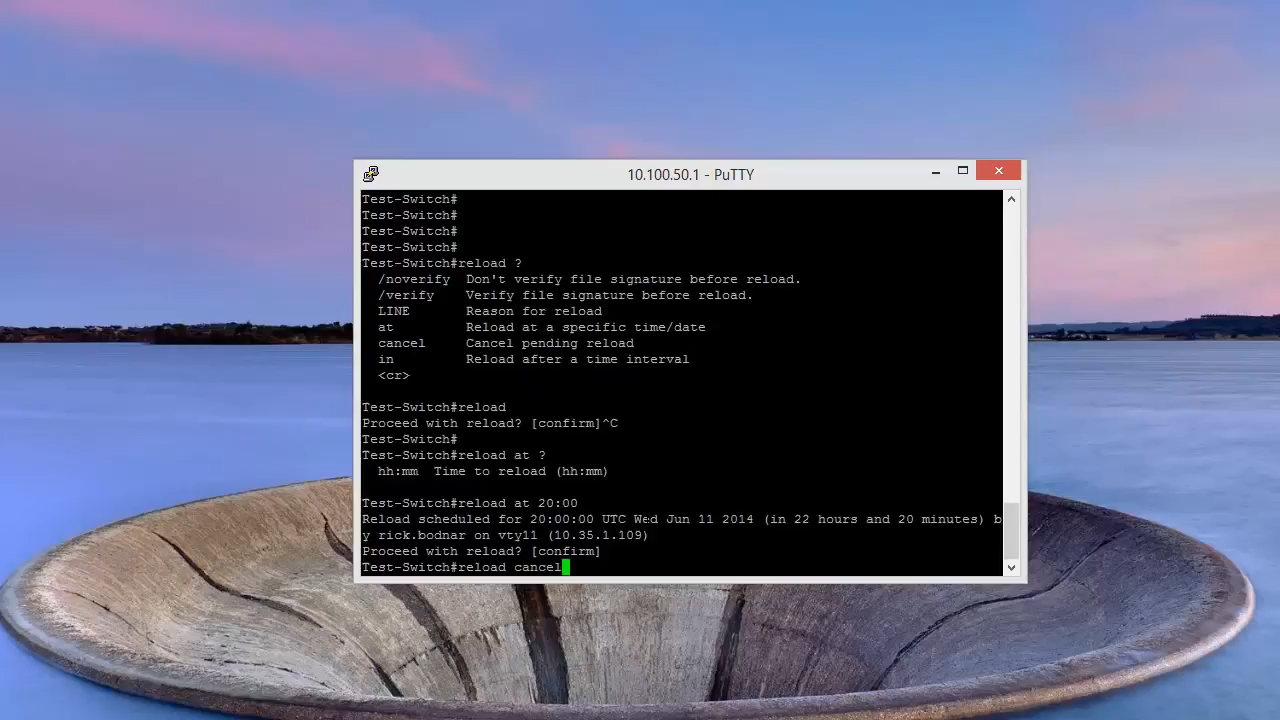 10.100.50.1 - PuTTY
Test-Switch#
Test-Switch#
Test-Switch#
Test-Switch#
Test-Switch#reload ?
/noverify  Don't verify file signature before reload.
/verify    Verify file signature before reload.
LINE       Reason for reload
at         Reload at a specific time/date
cancel     Cancel pending reload
in         Reload after a time interval
<cr>
Test-Switch#reload
Proceed with reload? [confirm]^C
Test-Switch#
Test-Switch#reload at ?
hh:mm  Time to reload (hh:mm)
Test-Switch#reload at 20:00
Reload scheduled for 20:00:00 UTC Wed Jun 11 2014 (in 22 hours and 20 minutes) b
y rick.bodnar on vty11 (10.35.1.109)
Proceed with reload? [confirm]
Test-Switch#reload cancel